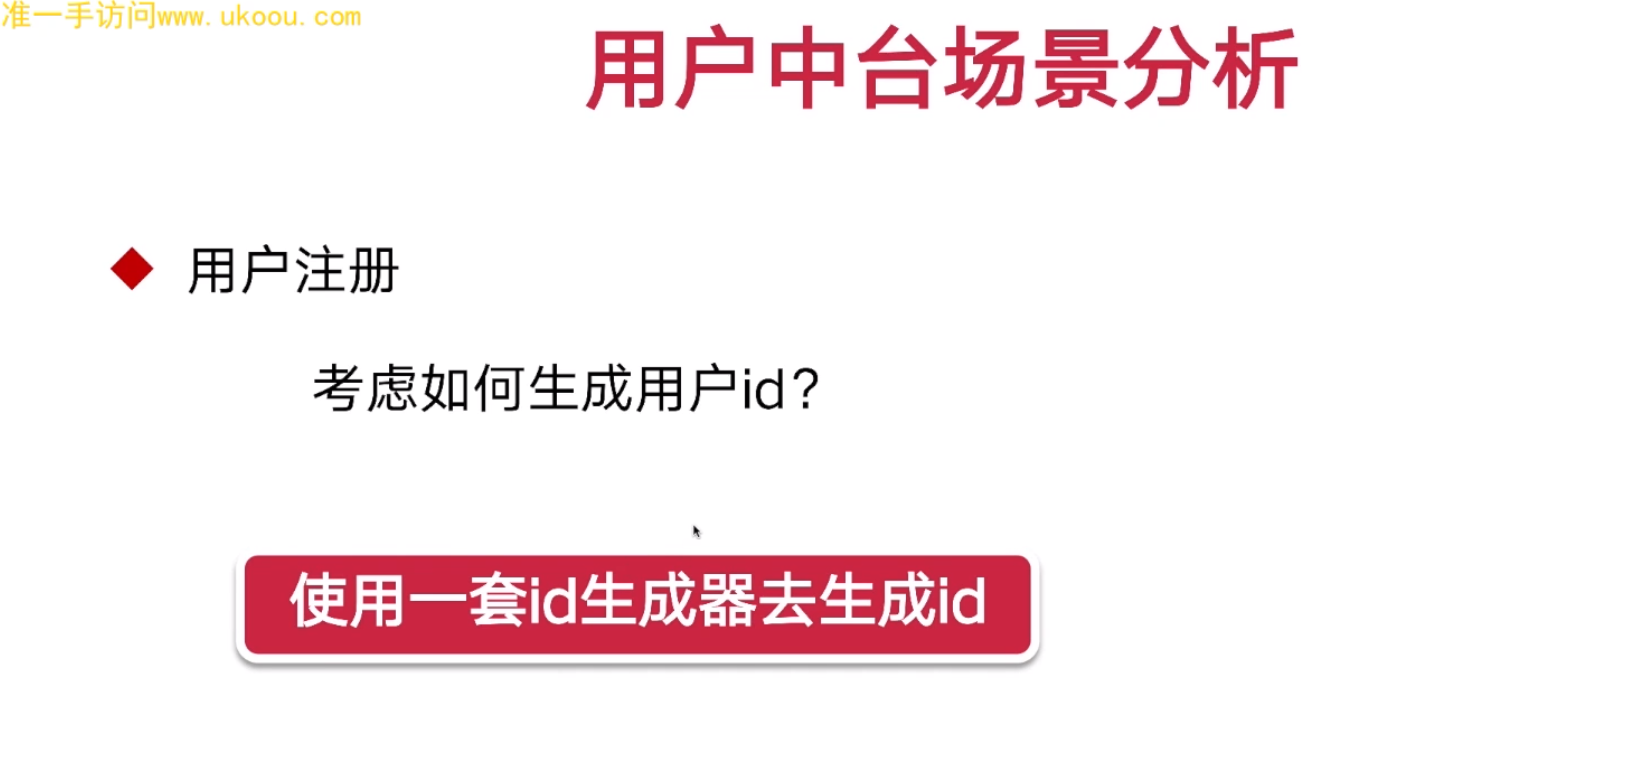 准一手访问www.ukoou.com
用户中台场景分析
用户注册
考虑如何生成用户id?
使用一套id生成器去生成id